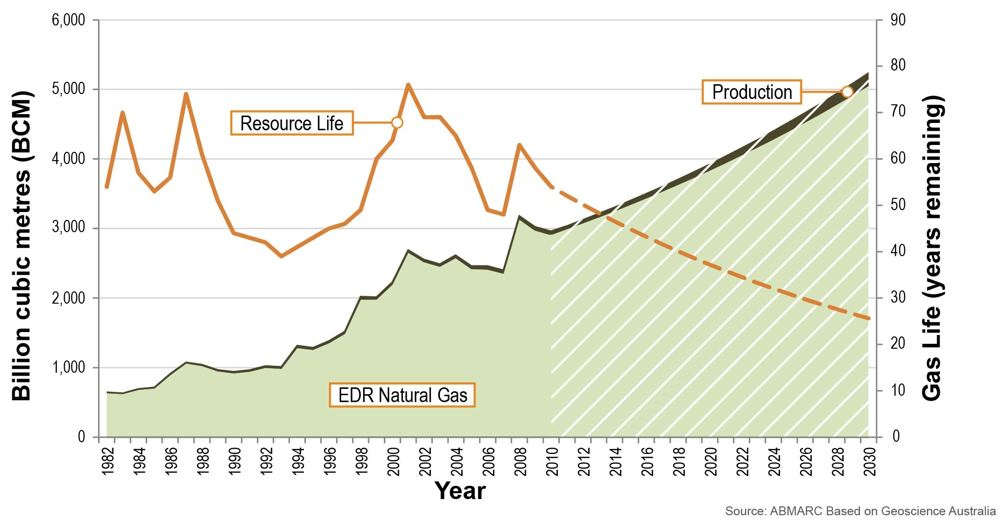 Billion cubic metres (BCM)
6,000
5,000
4,000
3,000
2,000
1,000
0
Resource Life
Production
EDR Natural Gas
90
80
70
60
50
40
30
20
10
0
Gas Life (years remaining)
1982 1984 1986 1988 1990 1992 1994 1996 1998 2000 2002 2004 2006 2008 2010 2012 2014 2016 2018 2020 2022 2024 2026 2028 2030
Year
Source: ABMARC Based on Geoscience Australia